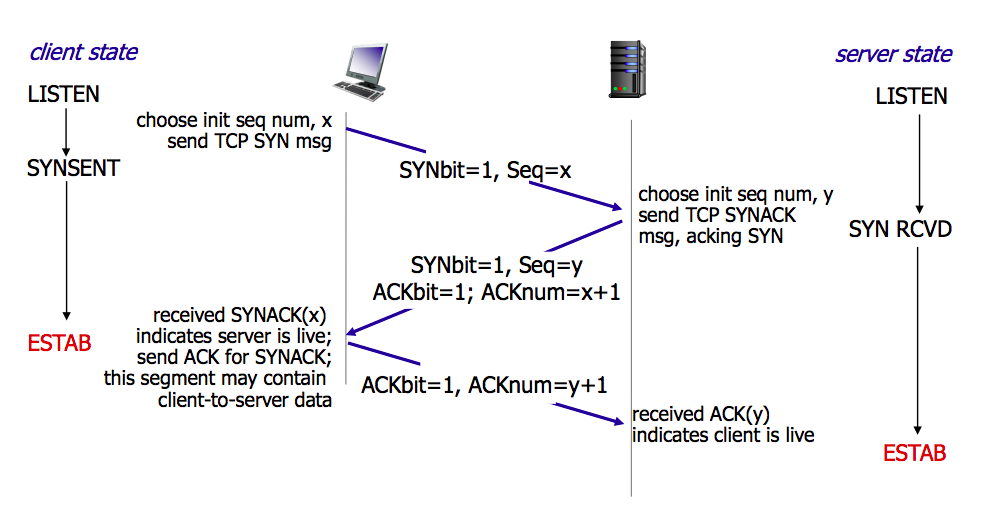 client state
server state
LISTEN
LISTEN
choose init seq num, x
send TCP SYN msg
SYNSENT
SYNbit=1, Seq=x
choose init seq num, y
send TCP SYNACK
msg, acking SYN
SYN RCVD
SYNbit=1, Seq=y
ACKbit=1; ACKnum=x+1
received SYNACK(x)
indicates server is live;
send ACK for SYNACK;
this segment may contain
client-to-server data
ESTAB
ACKbit=1, ACKnum=y+1
received ACK(y)
indicates client is live
ESTAB